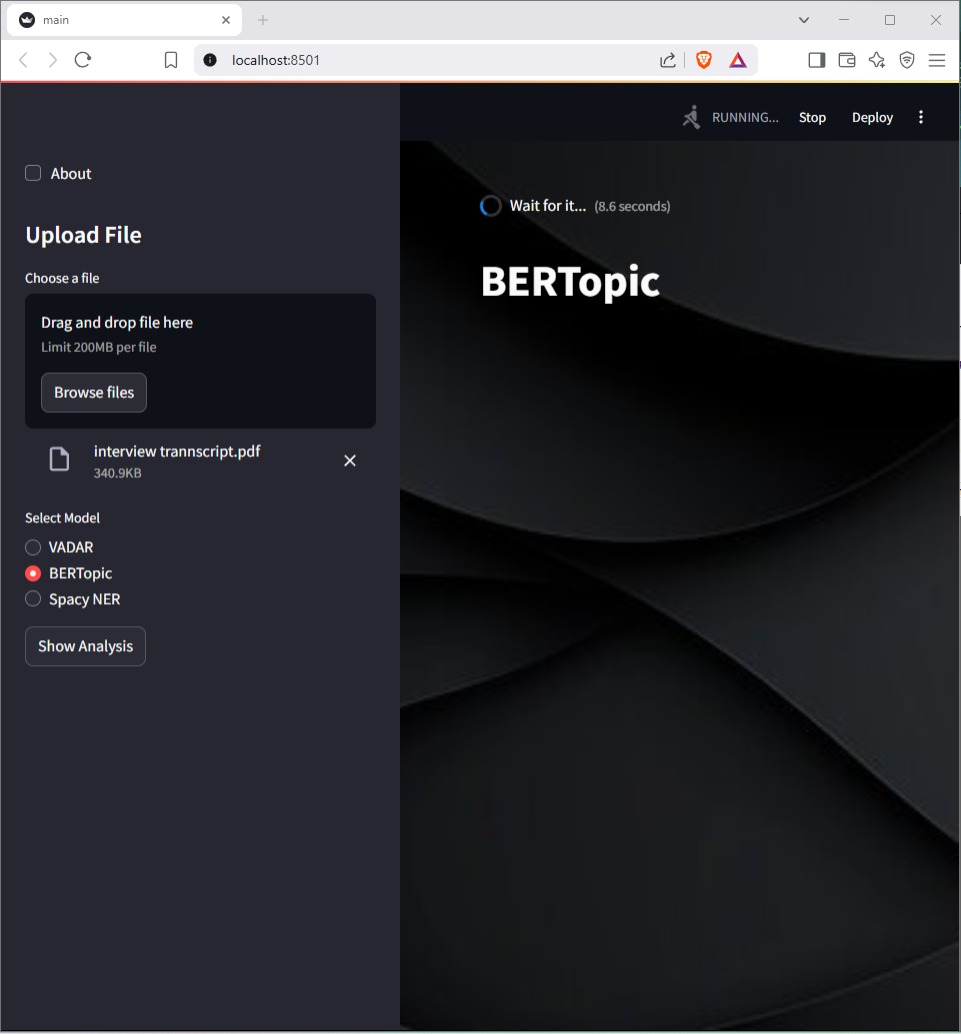 main
localhost:8501
RUNNING...
Stop
Deploy
About
Upload File
Choose a file
Drag and drop file here
Limit 200MB per file
Browse files
interview trannscript.pdf
340.9KB
Select Model
VADAR
BERTopic
Spacy NER
Show Analysis
Wait for it... (8.6 seconds)
BERTopic